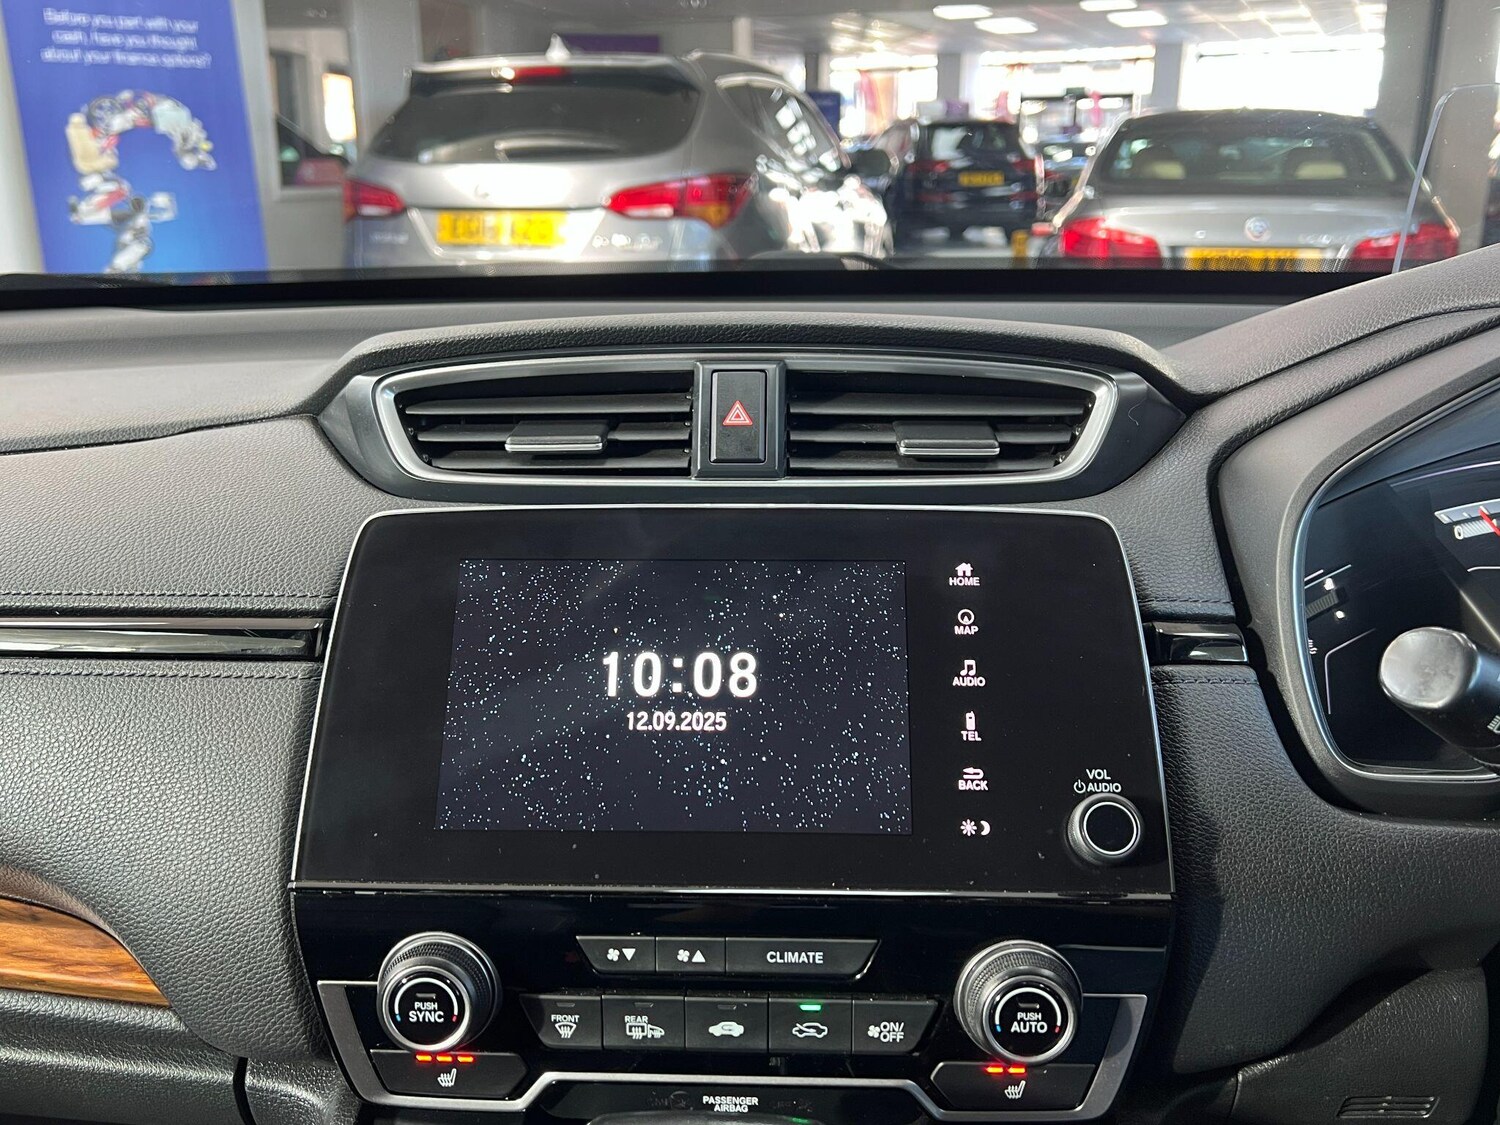 Before you part with your
cash, have you thought
about your finance options?
10:08
12.09.2025
HOME
MAP
AUDIO
TEL
BACK
VOL
AUDIO
0
CLIMATE
PUSH
SYNC
FRONT
REAR
ON/
OFF
PUSH
AUTO
PASSENGER
AIRBAG